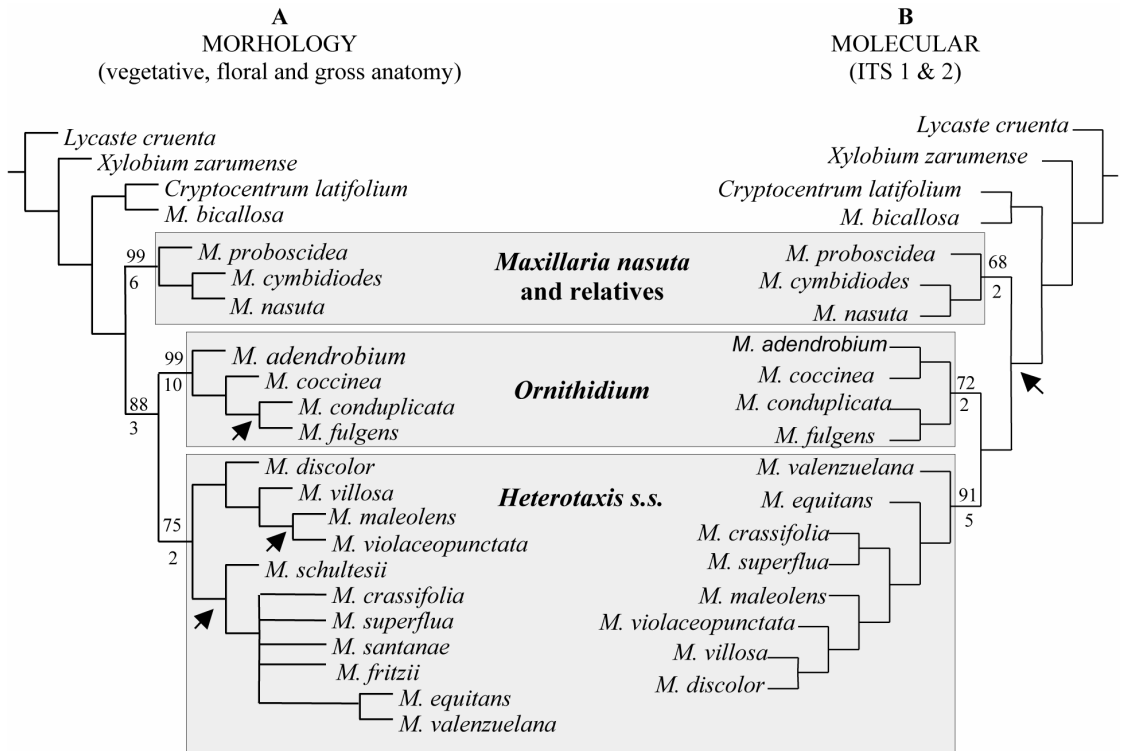 A
MORHOLOGY
(vegetative, floral and gross anatomy)
Lycaste cruenta
Xylobium zarumense
Cryptocentrum latifolium
M. bicallosa
99
6
M. proboscidea
M. cymbidiodes
M. nasuta
99
10
M. adendrobium
M. coccinea
M. conduplicata
M. fulgens
88
3
75
2
M. discolor
M. villosa
M. maleolens
M. violaceopunctata
M. schultesii
M. crassifolia
M. superflua
M. santanae
M. fritzii
M. equitans
M. valenzuelana
Maxillaria nasuta
and relatives
Ornithidium
Heterotaxis s.s.
B
MOLECULAR
(ITS 1 & 2)
Lycaste cruenta
Xylobium zarumense
Cryptocentrum latifolium
M. bicallosa
M. proboscidea
M. cymbidiodes
M. nasuta
68
2
M. adendrobium
M. coccinea
M. conduplicata
M. fulgens
72
2
M. valenzuelana
M. equitans
91
5
M. crassifolia
M. superflua
M. maleolens
M. violaceopunctata
M. villosa
M. discolor